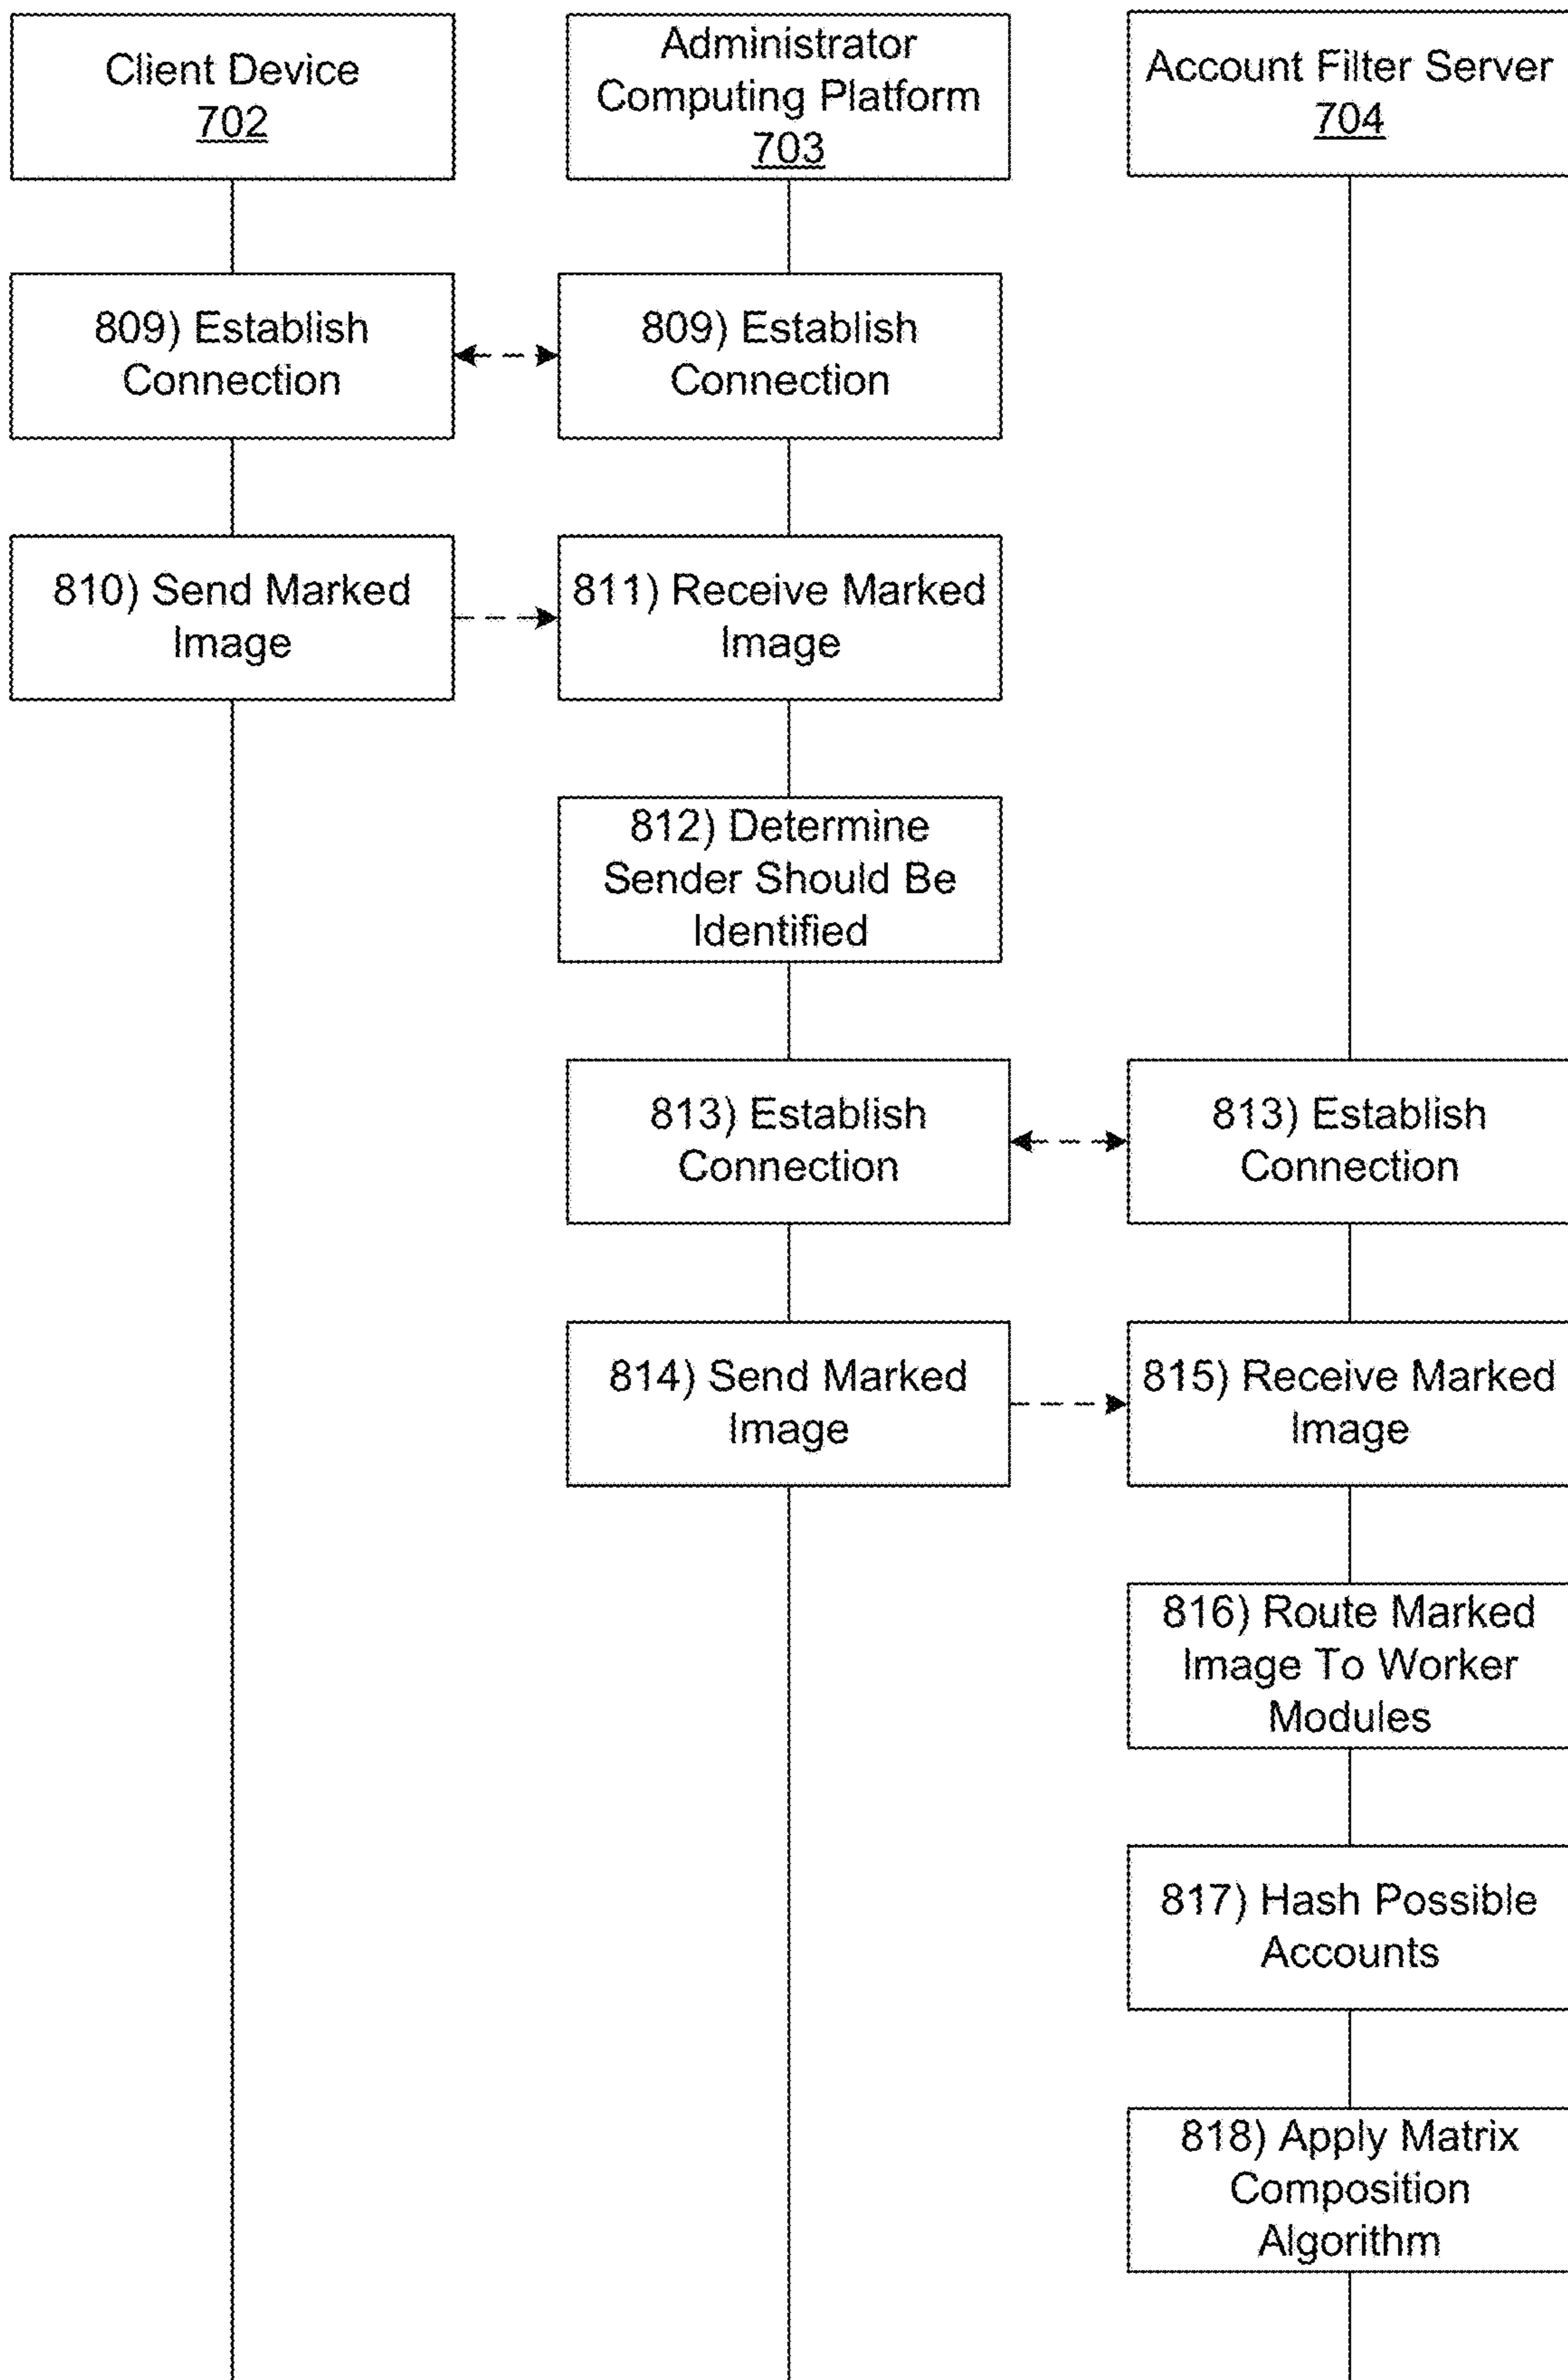 Client Device
702
Administrator
Computing Platform
703
Account Filter Server
704
809) Establish
Connection
809) Establish
Connection
810) Send Marked
Image
811) Receive Marked
Image
812) Determine
Sender Should Be
Identified
813) Establish
Connection
813) Establish
Connection
814) Send Marked
Image
815) Receive Marked
Image
816) Route Marked
Image To Worker
Modules
817) Hash Possible
Accounts
818) Apply Matrix
Composition
Algorithm